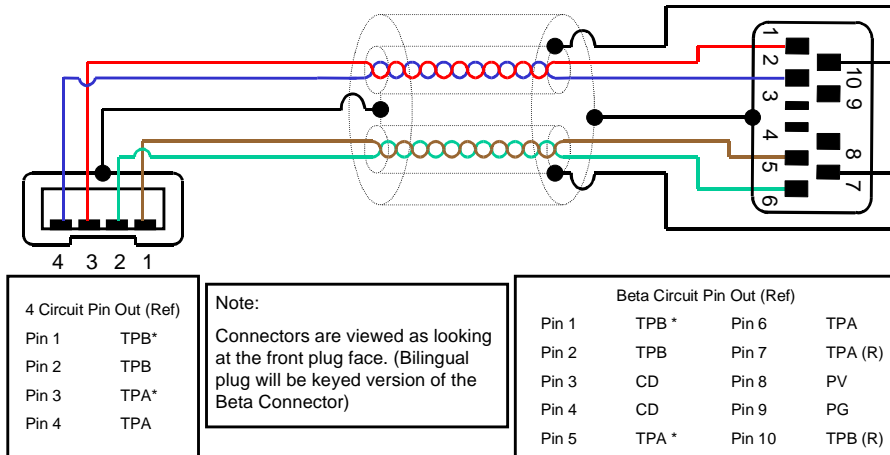 1
2
3
4
5
6
10
9
8
7
4 3 2 1
4 Circuit Pin Out (Ref)
Pin 1 TPB*
Pin 2 TPB
Pin 3 TPA*
Pin 4 TPA
Note:
Connectors are viewed as looking
at the front plug face. (Bilingual
plug will be keyed version of the
Beta Connector)
Beta Circuit Pin Out (Ref)
Pin 1 TPB * Pin 6 TPA
Pin 2 TPB Pin 7 TPA (R)
Pin 3 CD Pin 8 PV
Pin 4 CD Pin 9 PG
Pin 5 TPA * Pin 10 TPB (R)